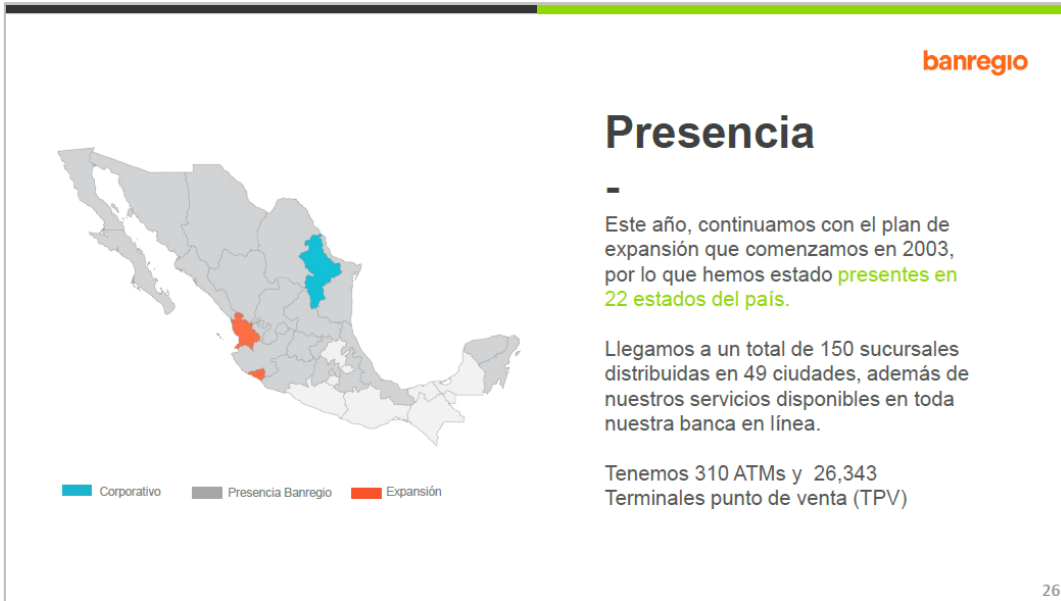 banregio
Presencia
-
Este año, continuamos con el plan de
expansión que comenzamos en 2003,
por lo que hemos estado presentes en
22 estados del país.
Llegamos a un total de 150 sucursales
distribuidas en 49 ciudades, además de
nuestros servicios disponibles en toda
nuestra banca en línea.
Tenemos 310 ATMs y 26,343
Terminales punto de venta (TPV)
Corporativo
Presencia Banregio
Expansión
26